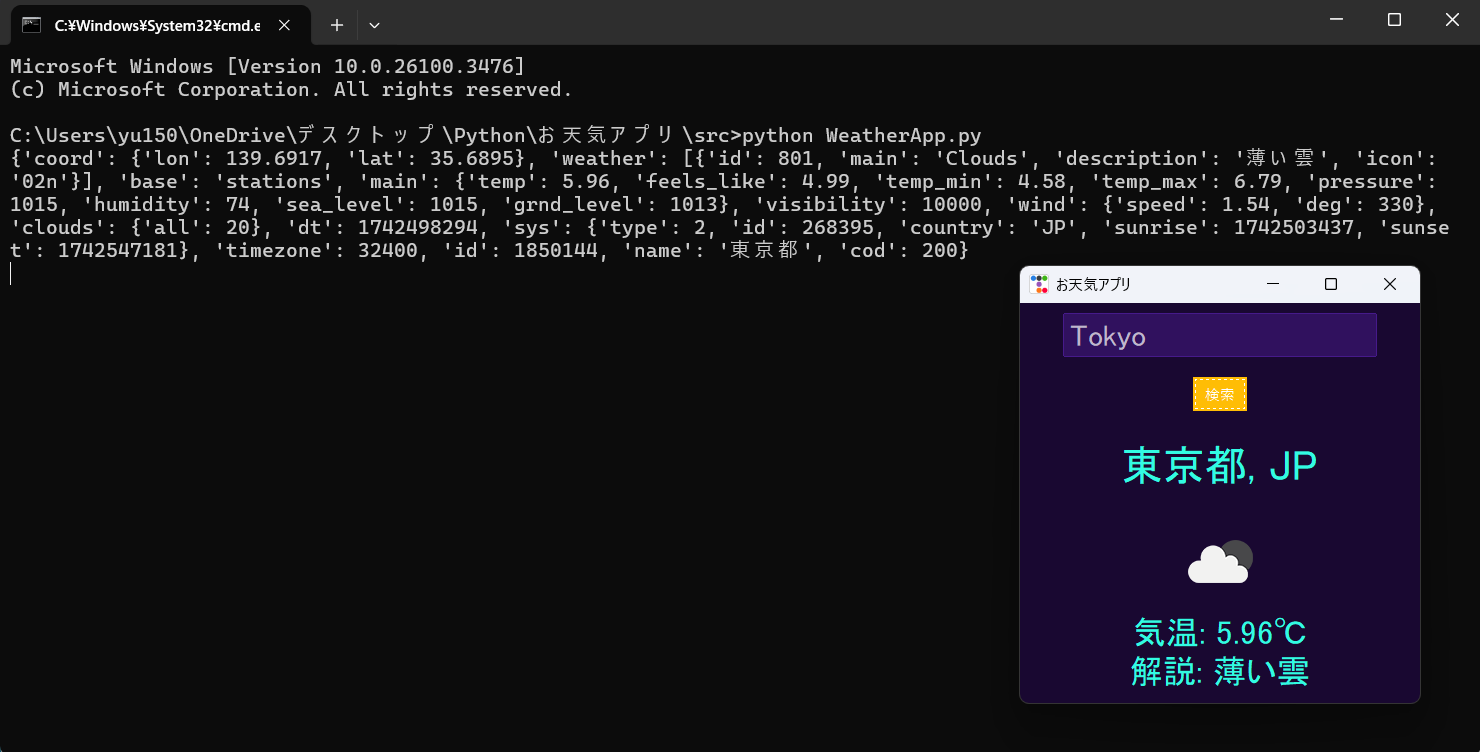 C:¥Windows¥System32¥cmd.e
Microsoft Windows [Version 10.0.26100.3476]
(c) Microsoft Corporation. All rights reserved.
C:\Users\yu150\OneDrive\デスクトップ\Python\お天気アプリ\src>python WeatherApp.py
{'coord': {'lon': 139.6917, 'lat': 35.6895}, 'weather': [{'id': 801, 'main': 'Clouds', 'description': '薄い雲', 'icon':
'02n'}], 'base': 'stations', 'main': {'temp': 5.96, 'feels_like': 4.99, 'temp_min': 4.58, 'temp_max': 6.79, 'pressure':
1015, 'humidity': 74, 'sea_level': 1015, 'grnd_level': 1013}, 'visibility': 10000, 'wind': {'speed': 1.54, 'deg': 330},
'clouds': {'all': 20}, 'dt': 1742498294, 'sys': {'type': 2, 'id': 268395, 'country': 'JP', 'sunrise': 1742503437, 'sunse
t': 1742547181}, 'timezone': 32400, 'id': 1850144, 'name': '東京都', 'cod': 200}
お天気アプリ
Tokyo
検索
東京都, JP
気温: 5.96℃
解説: 薄い雲